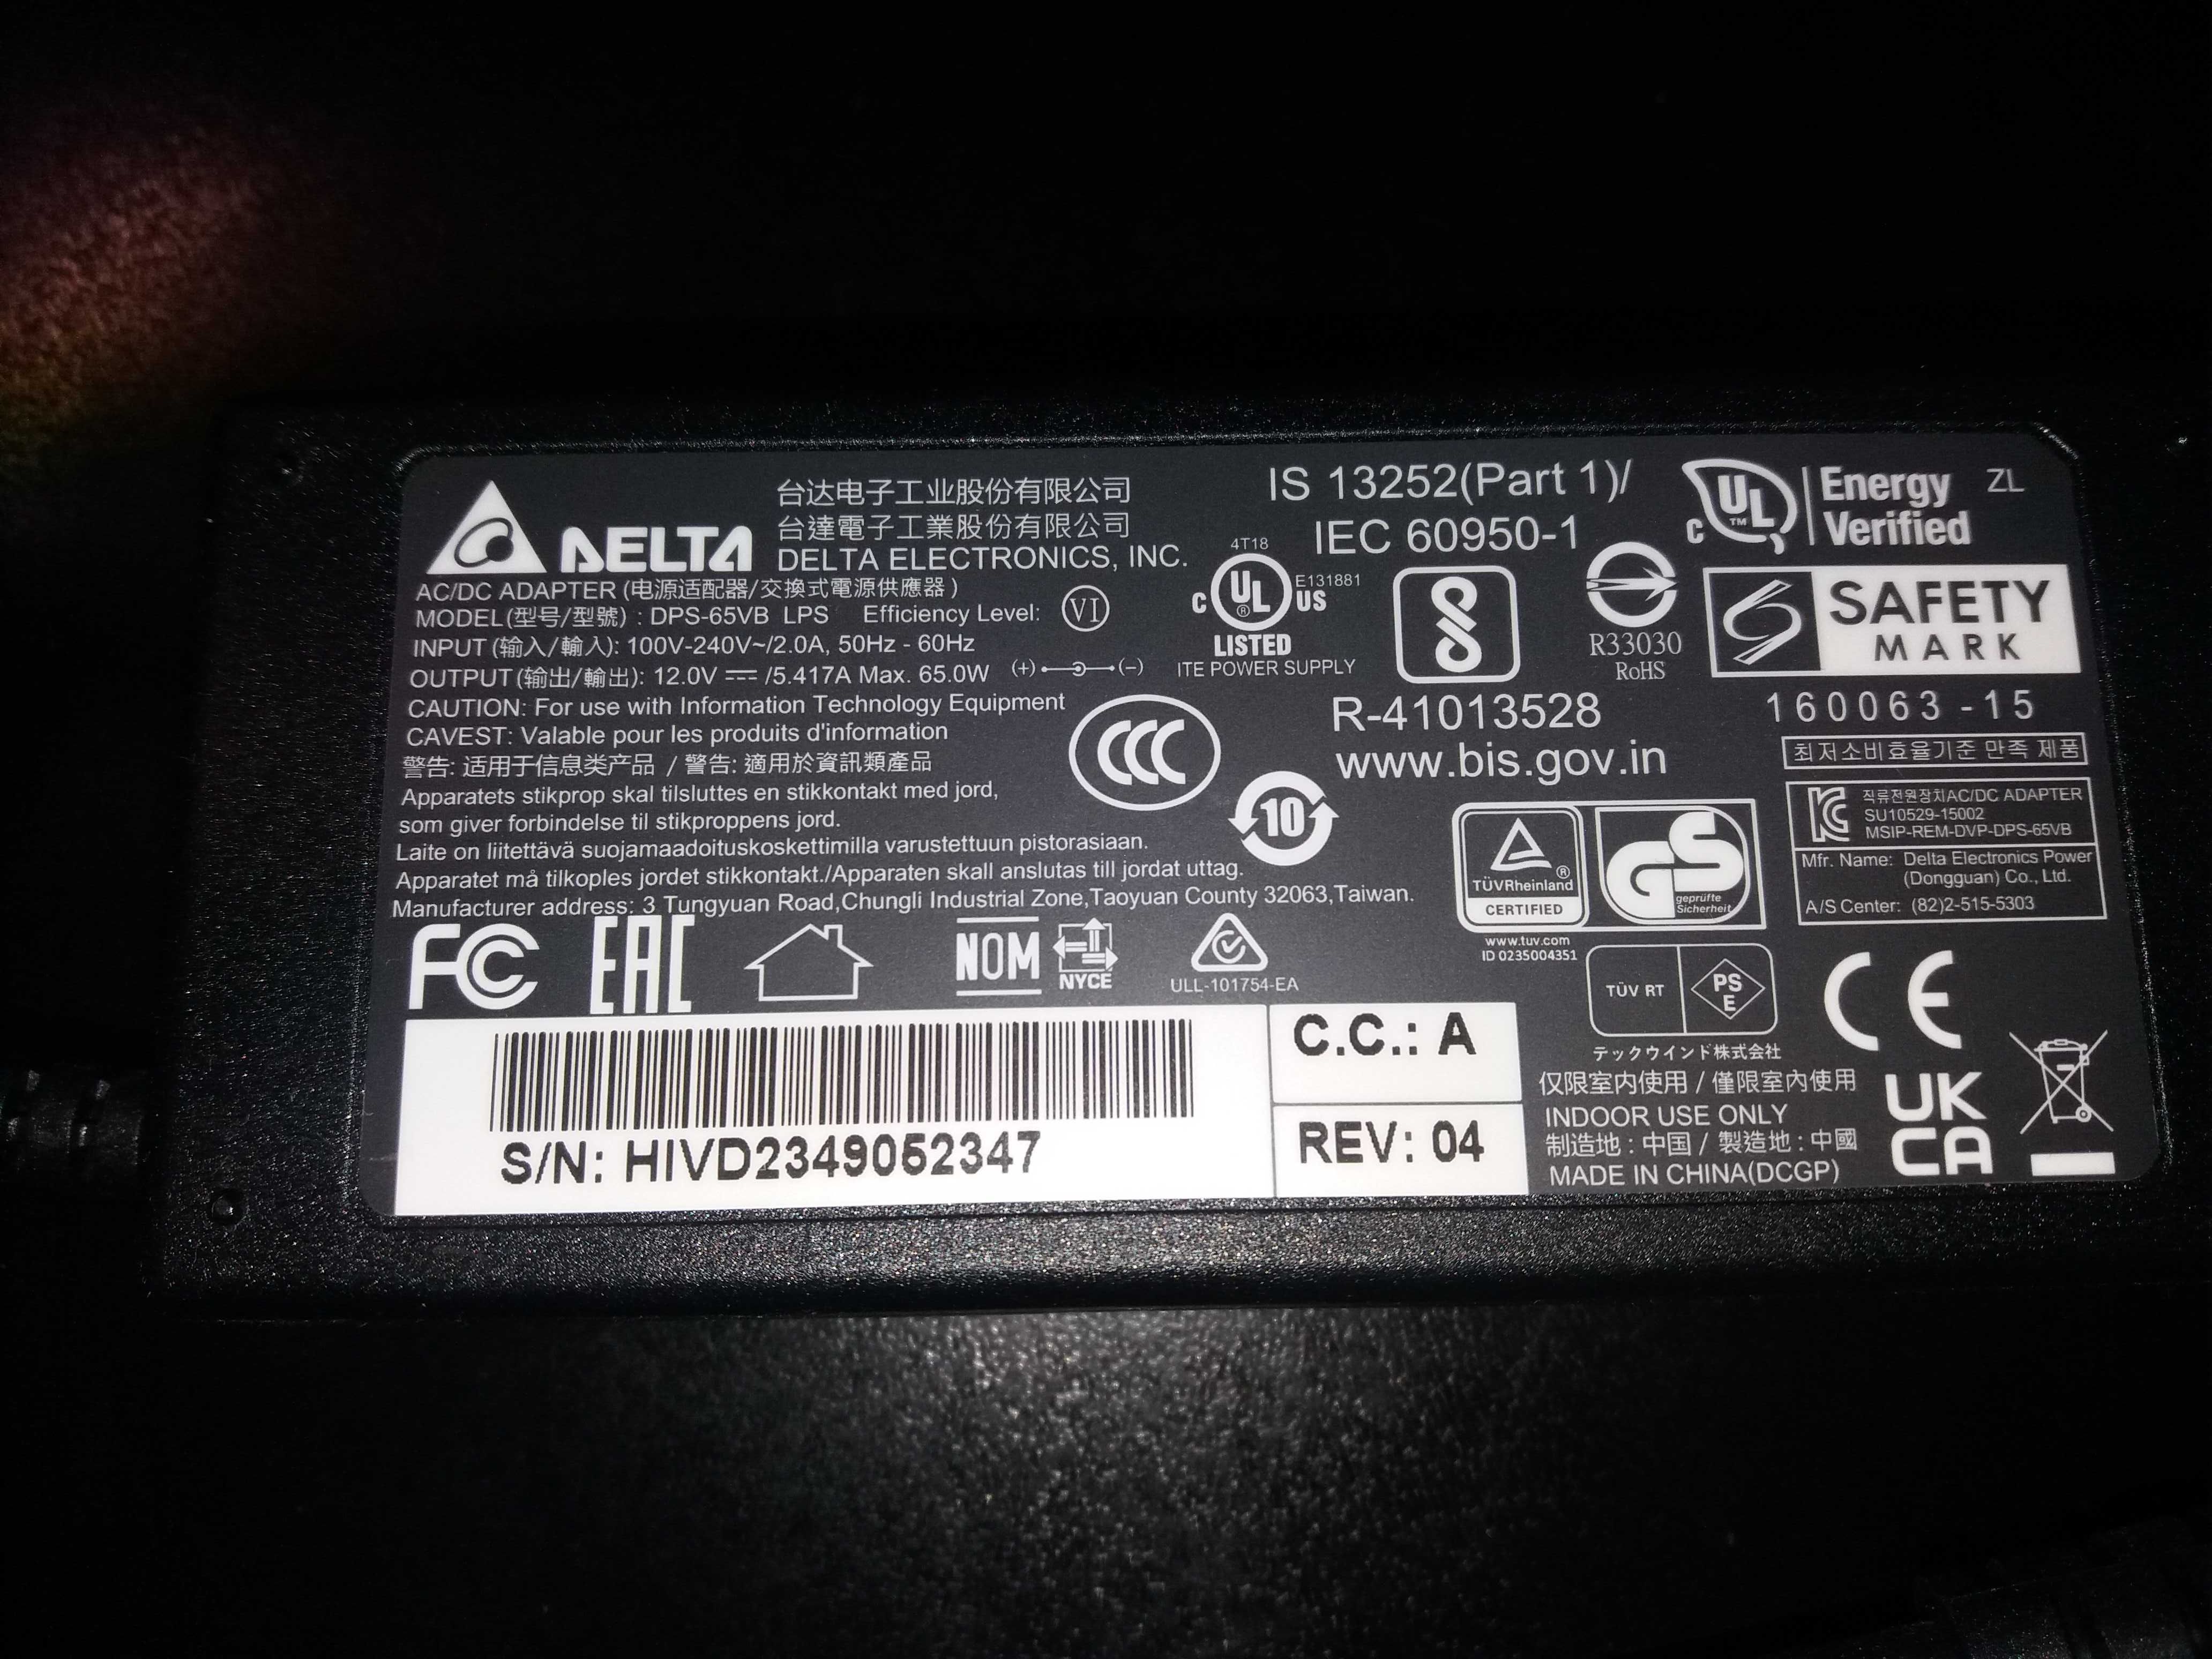 DELTA
台达电子工业股份有限公司
台達電子工業股份有限公司
DELTA ELECTRONICS, INC.
AC/DC ADAPTER (电源适配器/交換式電源供應器)
MODEL(型号/型號) : DPS-65VB LPS Efficiency Level: VI
INPUT (输入/輸入): 100V-240V~/2.0A, 50Hz - 60Hz
OUTPUT (输出/輸出): 12.0V ⎓ /5.417A Max. 65.0W (+) (-)
CAUTION: For use with Information Technology Equipment
CAVEST: Valable pour les produits d'information
警告: 适用于信息类产品 / 警告: 適用於資訊類產品
Apparatets stikprop skal tilsluttes en stikkontakt med jord,
som giver forbindelse til stikproppens jord.
Laite on liitettävä suojamaadoituskoskettimilla varustettuun pistorasiaan.
Apparatet må tilkoples jordet stikkontakt./Apparaten skall anslutas till jordat uttag.
Manufacturer address: 3 Tungyuan Road,Chungli Industrial Zone,Taoyuan County 32063,Taiwan.
4T18
C UL ® US E131881
LISTED
ITE POWER SUPPLY
IS 13252(Part 1)/
IEC 60950-1
R-41013528
www.bis.gov.in
R33030
RoHS
C UL ™ Energy Verified ZL
SAFETY
MARK
160063-15
최저소비효율기준 만족 제품
직류전원장치AC/DC ADAPTER
SU10529-15002
MSIP-REM-DVP-DPS-65VB
Mfr. Name: Delta Electronics Power
(Dongguan) Co., Ltd.
A/S Center: (82)2-515-5303
CCC
10
TÜVRheinland ®
CERTIFIED
GS
geprüfte
Sicherheit
www.tuv.com
ID 0235004351
FC EAC NOM NYCE
ULL-101754-EA
TÜV RT PS E
テックウインド株式会社
CE
仅限室内使用 / 僅限室內使用
INDOOR USE ONLY
制造地 : 中国 / 製造地 : 中國
MADE IN CHINA(DCGP)
UK
CA
S/N: HIVD2349052347
C.C.: A
REV: 04